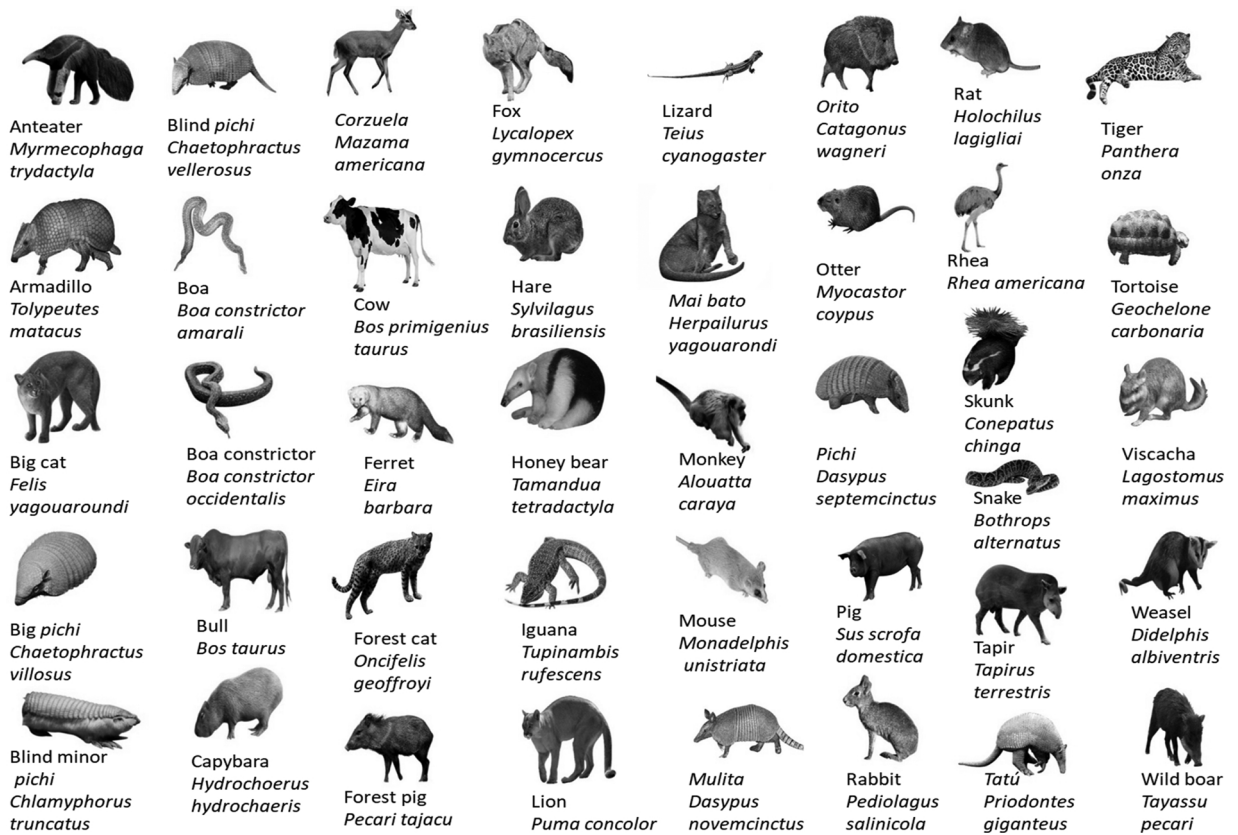 Anteater
Myrmecophaga
trydactyla
Blind pichi
Chaetophractus
vellerosus
Corzuela
Mazama
americana
Fox
Lycalopex
gymnocercus
Lizard
Teius
cyanogaster
Orito
Catagonus
wagneri
Rat
Holochilus
lagigliai
Tiger
Panthera
onza
Armadillo
Tolypeutes
matacus
Boa
Boa constrictor
amarali
Cow
Bos primigenius
taurus
Hare
Sylvilagus
brasiliensis
Mai bato
Herpailurus
yagouarondi
Otter
Myocastor
coypus
Rhea
Rhea americana
Tortoise
Geochelone
carbonaria
Big cat
Felis
yagouaroundi
Boa constrictor
Boa constrictor
occidentalis
Ferret
Eira
barbara
Honey bear
Tamandua
tetradactyla
Monkey
Alouatta
caraya
Pichi
Dasypus
septemcinctus
Skunk
Conepatus
chinga
Viscacha
Lagostomus
maximus
Snake
Bothrops
alternatus
Big pichi
Chaetophractus
villosus
Bull
Bos taurus
Forest cat
Oncifelis
geoffroyi
Iguana
Tupinambis
rufescens
Mouse
Monadelphis
unistriata
Pig
Sus scrofa
domestica
Tapir
Tapirus
terrestris
Weasel
Didelphis
albiventris
Blind minor
pichi
Chlamyphorus
truncatus
Capybara
Hydrochoerus
hydrochaeris
Forest pig
Pecari tajacu
Lion
Puma concolor
Mulita
Dasypus
novemcinctus
Rabbit
Pediolagus
salinicola
Tatú
Priodontes
giganteus
Wild boar
Tayassu
pecari